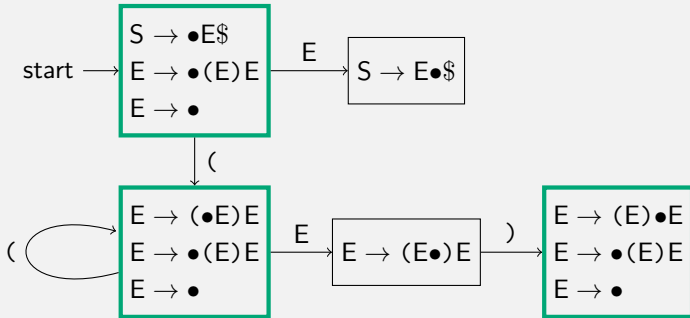 S → •E$
E → •(E)E
E → •
start
E
S → E•$
(
E → (•E)E
E → •(E)E
E → •
(
E
E → (E•)E
)
E → (E)•E
E → •(E)E
E → •